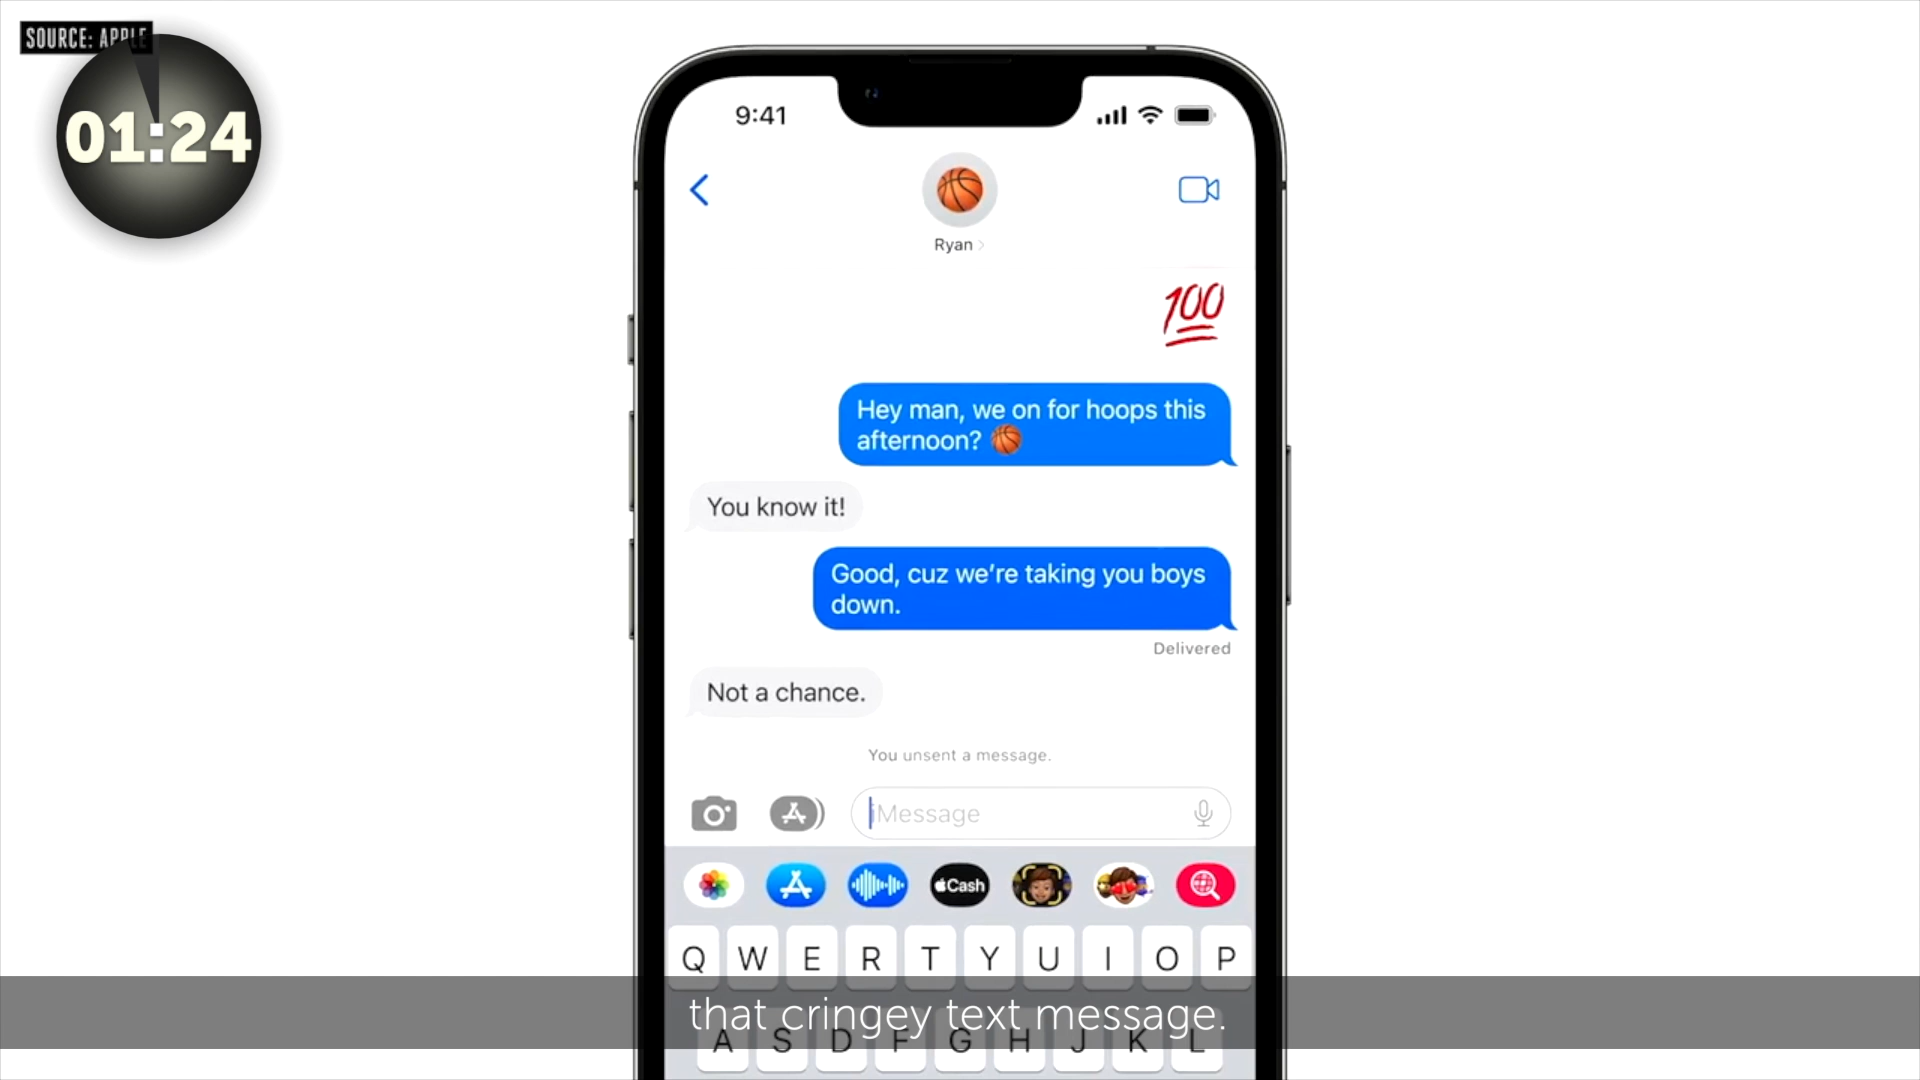 SOURCE: APPLE
01:24
9:41
Ryan
100
Hey man, we on for hoops this
afternoon?
You know it!
Good, cuz we’re taking you boys
down.
Delivered
Not a chance.
You unsent a message.
iMessage
Cash
Q W E R T Y U I O P
that cringey text message.
A S D F G H J K L